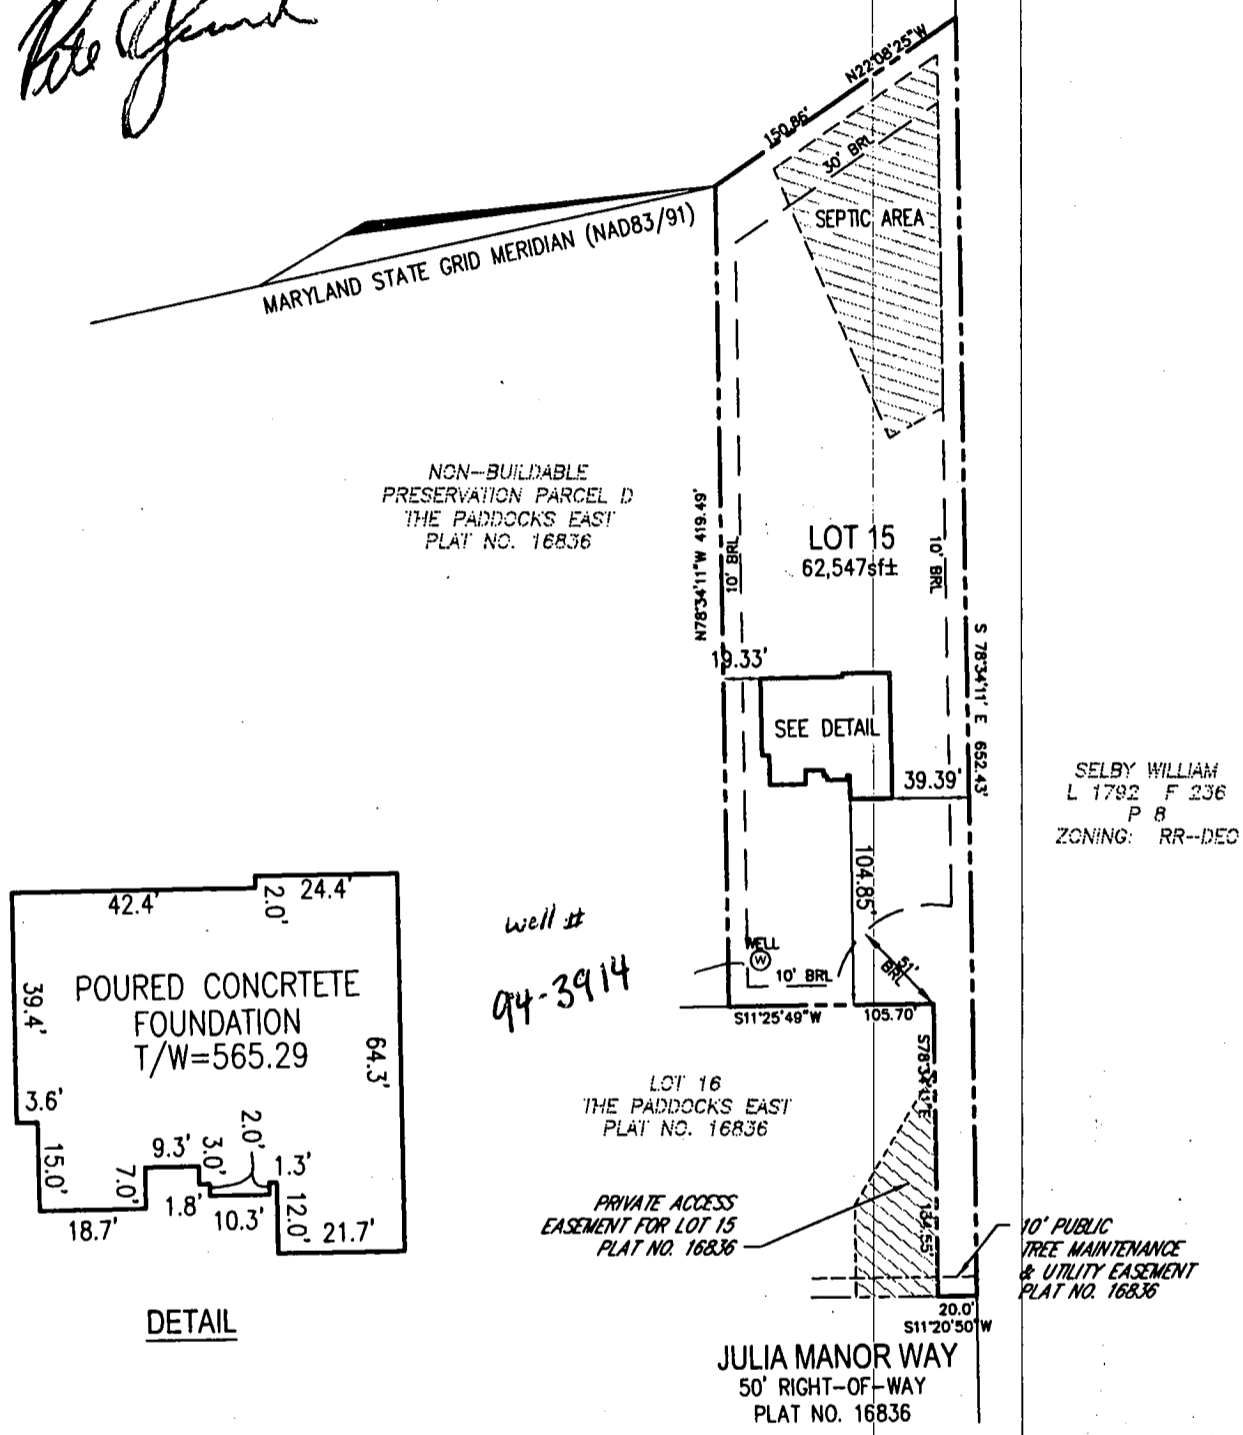 Pete
N22°08'25"W
150.86'
30' BRL
SEPTIC AREA
MARYLAND STATE GRID MERIDIAN (NAD83/91)
NON-BUILDABLE
PRESERVATION PARCEL D
THE PADDOCKS EAST
PLAT NO. 16836
N78°34'11"W 419.49'
10' BRL
LOT 15
62,547sf±
10' BRL
S 78°34'11" E 652.43'
19.33'
SEE DETAIL
39.39'
SELBY WILLIAM
L 1792 F 236
P 8
ZONING: RR-DEO
104.85'
well #
94-3914
WELL
W
10' BRL
51'
BRL
S11°25'49"W
105.70'
42.4'
2.0'
24.4'
39.4'
POURED CONCRTETE
FOUNDATION
T/W=565.29
64.3'
3.6'
15.0'
7.0'
9.3'
3.0'
2.0'
1.3'
18.7'
1.8'
10.3'
12.0'
21.7'
DETAIL
LOT 16
THE PADDOCKS EAST
PLAT NO. 16836
PRIVATE ACCESS
EASEMENT FOR LOT 15
PLAT NO. 16836
10' PUBLIC
TREE MAINTENANCE
& UTILITY EASEMENT
PLAT NO. 16836
20.0'
S11°20'50"W
JULIA MANOR WAY
50' RIGHT-OF-WAY
PLAT NO. 16836